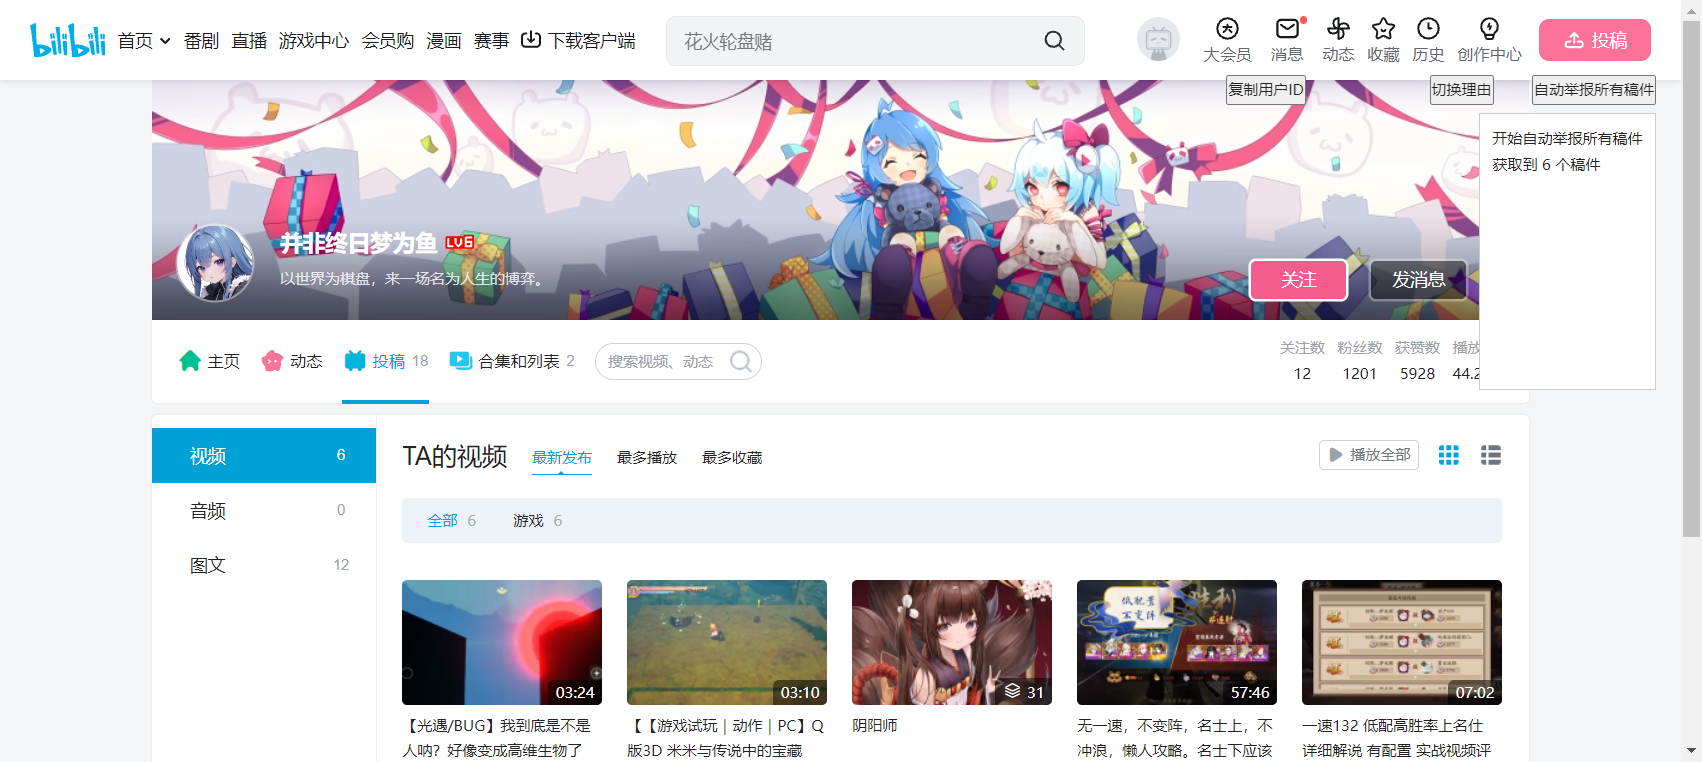 bilibili 首页 番剧 直播 游戏中心 会员购 漫画 赛事 下载客户端 花火轮盘赌 大会员 消息 动态 收藏 历史 创作中心 投稿
复制用户ID 切换理由 自动举报所有稿件
开始自动举报所有稿件
获取到 6 个稿件
并非终日梦为鱼 LV6
以世界为棋盘，来一场名为人生的博弈。
关注 发消息
主页 动态 投稿 18 合集和列表 2 搜索视频、动态
关注数 粉丝数 获赞数 播放
12 1201 5928 44.2
视频 6
音频 0
图文 12
TA的视频 最新发布 最多播放 最多收藏 播放全部
全部 6 游戏 6
低配置
不变阵
胜利
03:24 03:10 31 57:46 07:02
【光遇/BUG】我到底是不是
人呐？好像变成高维生物了
【【游戏试玩｜动作｜PC】Q
版3D 米米与传说中的宝藏
阴阳师
无一速，不变阵，名士上，不
冲浪，懒人攻略。名士下应该
一速132 低配高胜率上名仕
详细解说 有配置 实战视频评